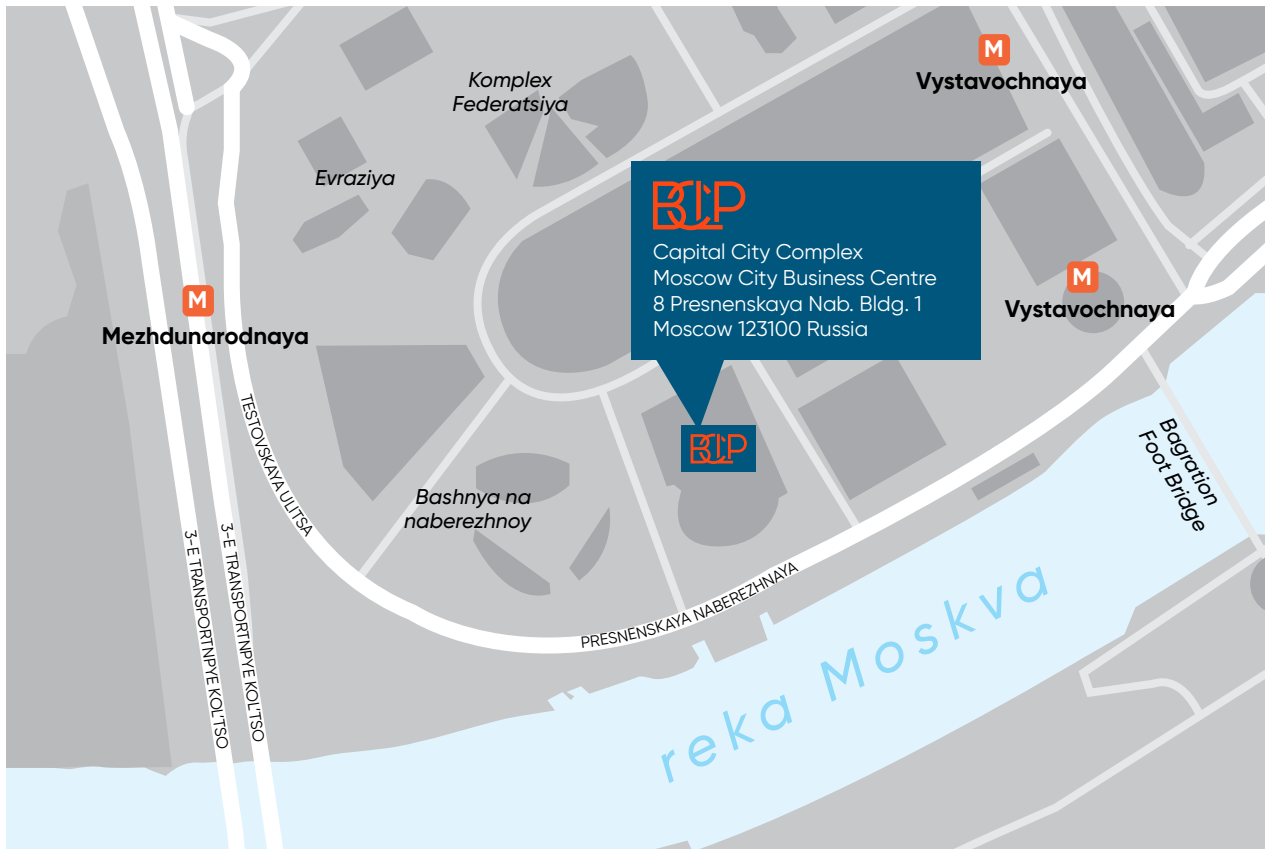 Komplex
Federatsiya
M
Vystavochnaya
Evraziya
BCLP
Capital City Complex
Moscow City Business Centre
8 Presnenskaya Nab. Bldg. 1
Moscow 123100 Russia
M
Vystavochnaya
M
Mezhdunarodnaya
TESTOVSKAYA ULITSA
BCLP
Bashnya na
naberezhnoy
Bagration
Foot Bridge
3-E TRANSPORTNPYE KOL'TSO
3-E TRANSPORTNPYE KOL'TSO
PRESNENSKAYA NABEREZHNAYA
reka Moskva